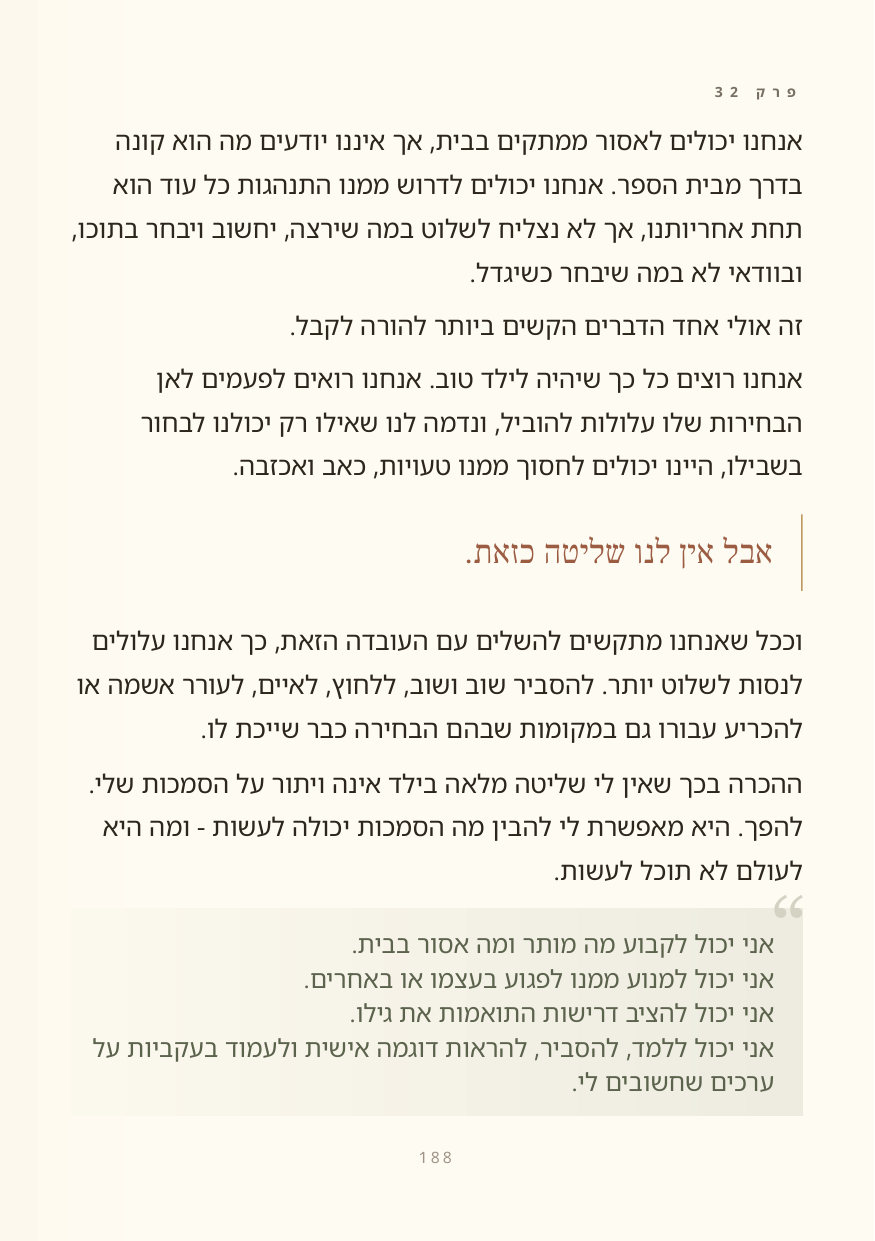 פרק 32
אנחנו יכולים לאסור ממתקים בבית, אך איננו יודעים מה הוא קונה
בדרך מבית הספר. אנחנו יכולים לדרוש ממנו התנהגות כל עוד הוא
תחת אחריותנו, אך לא נצליח לשלוט במה שירצה, יחשוב ויבחר בתוכו,
ובוודאי לא במה שיבחר כשיגדל.
זה אולי אחד הדברים הקשים ביותר להורה לקבל.
אנחנו רוצים כל כך שיהיה לילד טוב. אנחנו רואים לפעמים לאן
הבחירות שלו עלולות להוביל, ונדמה לנו שאילו רק יכולנו לבחור
בשבילו, היינו יכולים לחסוך ממנו טעויות, כאב ואכזבה.
אבל אין לנו שליטה כזאת.
וככל שאנחנו מתקשים להשלים עם העובדה הזאת, כך אנחנו עלולים
לנסות לשלוט יותר. להסביר שוב ושוב, ללחוץ, לאיים, לעורר אשמה או
להכריע עבורו גם במקומות שבהם הבחירה כבר שייכת לו.
ההכרה בכך שאין לי שליטה מלאה בילד אינה ויתור על הסמכות שלי.
להפך. היא מאפשרת לי להבין מה הסמכות יכולה לעשות - ומה היא
לעולם לא תוכל לעשות.
“
אני יכול לקבוע מה מותר ומה אסור בבית.
אני יכול למנוע ממנו לפגוע בעצמו או באחרים.
אני יכול להציב דרישות התואמות את גילו.
אני יכול ללמד, להסביר, להראות דוגמה אישית ולעמוד בעקביות על
ערכים שחשובים לי.
188